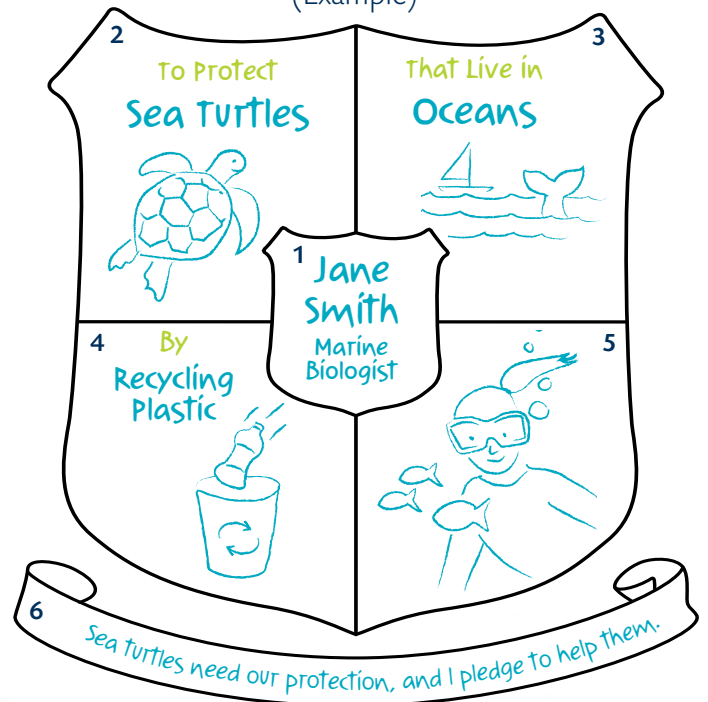 (Example)
1
Jane
Smith
Marine
Biologist
2
To Protect
Sea Turtles
3
That Live in
Oceans
4
By
Recycling
Plastic
5
6
Sea turtles need our protection, and I pledge to help them.